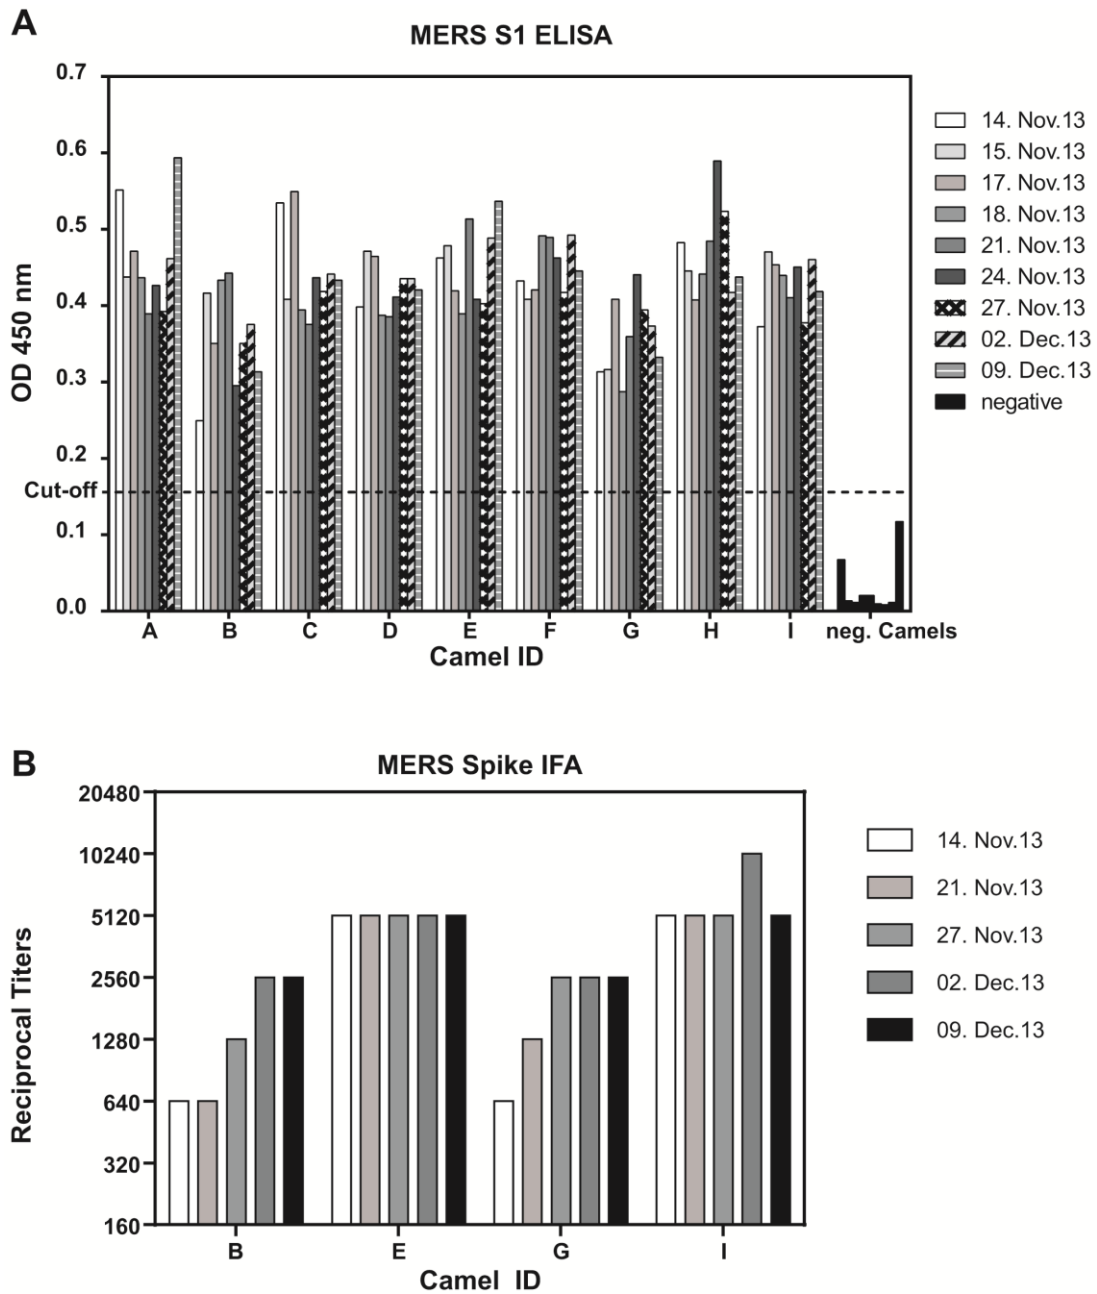 A
MERS S1 ELISA
OD 450 nm
0.7
0.6
0.5
0.4
0.3
0.2
Cut-off
0.1
0.0
A B C D E F G H I neg. Camels
Camel ID
14. Nov.13
15. Nov.13
17. Nov.13
18. Nov.13
21. Nov.13
24. Nov.13
27. Nov.13
02. Dec.13
09. Dec.13
negative
B
MERS Spike IFA
Reciprocal Titers
20480
10240
5120
2560
1280
640
320
160
B E G I
Camel ID
14. Nov.13
21. Nov.13
27. Nov.13
02. Dec.13
09. Dec.13